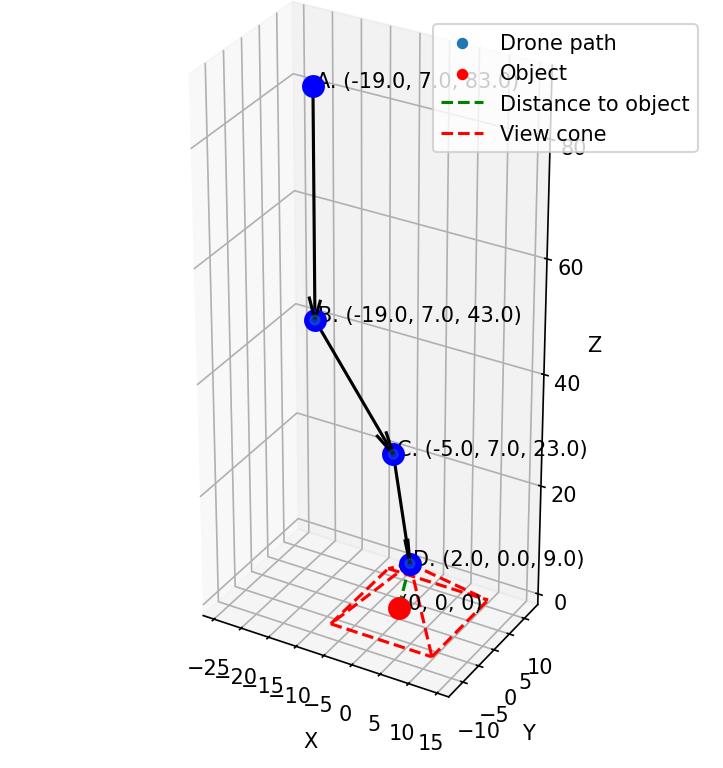 Drone path
Object
Distance to object
View cone
A. (-19.0, 7.0, 83.0)
B. (-19.0, 7.0, 43.0)
C. (-5.0, 7.0, 23.0)
D. (2.0, 0.0, 9.0)
(0, 0, 0)
80
60
40
20
0
Z
−25
−20
−15
−10
−5
0
5
10
15
X
−10
−5
0
5
10
Y